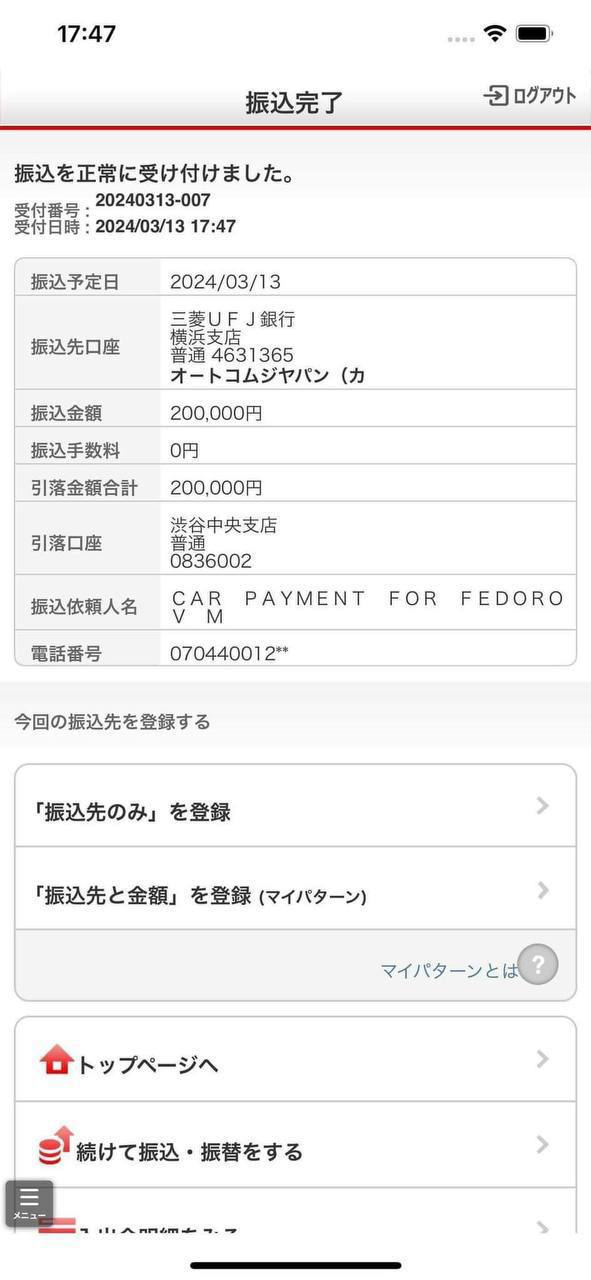 17:47
振込完了
ログアウト
振込を正常に受け付けました。
受付番号：20240313-007
受付日時：2024/03/13 17:47
振込予定日 2024/03/13
振込先口座
三菱ＵＦＪ銀行
横浜支店
普通 4631365
オートコムジヤパン（カ
振込金額 200,000円
振込手数料 0円
引落金額合計 200,000円
引落口座
渋谷中央支店
普通
0836002
振込依頼人名
ＣＡＲ　ＰＡＹＭＥＮＴ　ＦＯＲ　ＦＥＤＯＲＯ
Ｖ　Ｍ
電話番号 070440012**
今回の振込先を登録する
「振込先のみ」を登録
「振込先と金額」を登録 (マイパターン)
マイパターンとは ?
トップページへ
続けて振込・振替をする
メニュー